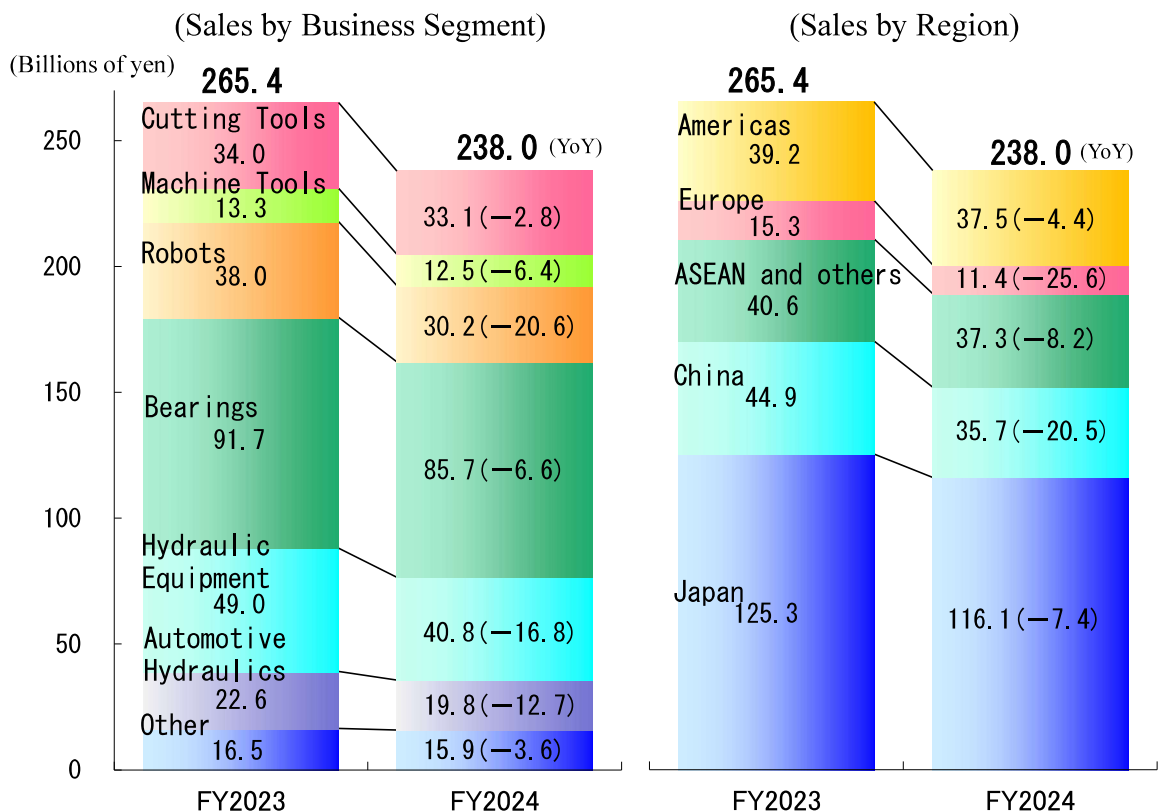 (Sales by Business Segment)
(Billions of yen)
265.4
250
200
150
100
50
0
Cutting Tools
34.0
Machine Tools
13.3
Robots
38.0
Bearings
91.7
Hydraulic
Equipment
49.0
Automotive
Hydraulics
22.6
Other
16.5
238.0 (YoY)
33.1(−2.8)
12.5(−6.4)
30.2(−20.6)
85.7(−6.6)
40.8(−16.8)
19.8(−12.7)
15.9(−3.6)
FY2023
FY2024
(Sales by Region)
265.4
Americas
39.2
Europe
15.3
ASEAN and others
40.6
China
44.9
Japan
125.3
238.0 (YoY)
37.5(−4.4)
11.4(−25.6)
37.3(−8.2)
35.7(−20.5)
116.1(−7.4)
FY2023
FY2024